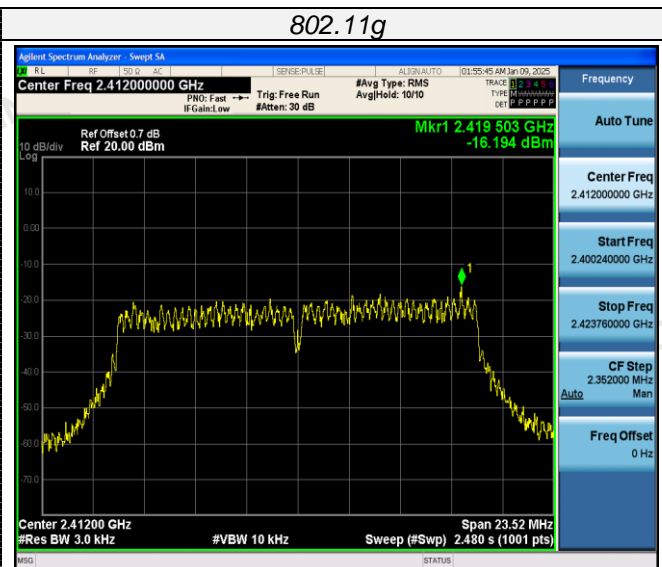 802.11g
Agilent Spectrum Analyzer - Swept SA
RL RF 50 Ω AC SENSE:PULSE ALIGN AUTO 01:55:45 AM Jan 09, 2025
Center Freq 2.412000000 GHz
PNO: Fast
IFGain:Low
Trig: Free Run
#Atten: 30 dB
#Avg Type: RMS
Avg|Hold: 10/10
TRACE 1 2 3 4 5 6
TYPE M
DET P P P P P P
Frequency
Mkr1 2.419 503 GHz
-16.194 dBm
Ref Offset 0.7 dB
10 dB/div Ref 20.00 dBm
Log
10.0
0.00
-10.0
-20.0
-30.0
-40.0
-50.0
-60.0
-70.0
1
Center 2.41200 GHz Span 23.52 MHz
#Res BW 3.0 kHz #VBW 10 kHz Sweep (#Swp) 2.480 s (1001 pts)
MSG STATUS
Auto Tune
Center Freq
2.412000000 GHz
Start Freq
2.400240000 GHz
Stop Freq
2.423760000 GHz
CF Step
2.352000 MHz
Auto Man
Freq Offset
0 Hz